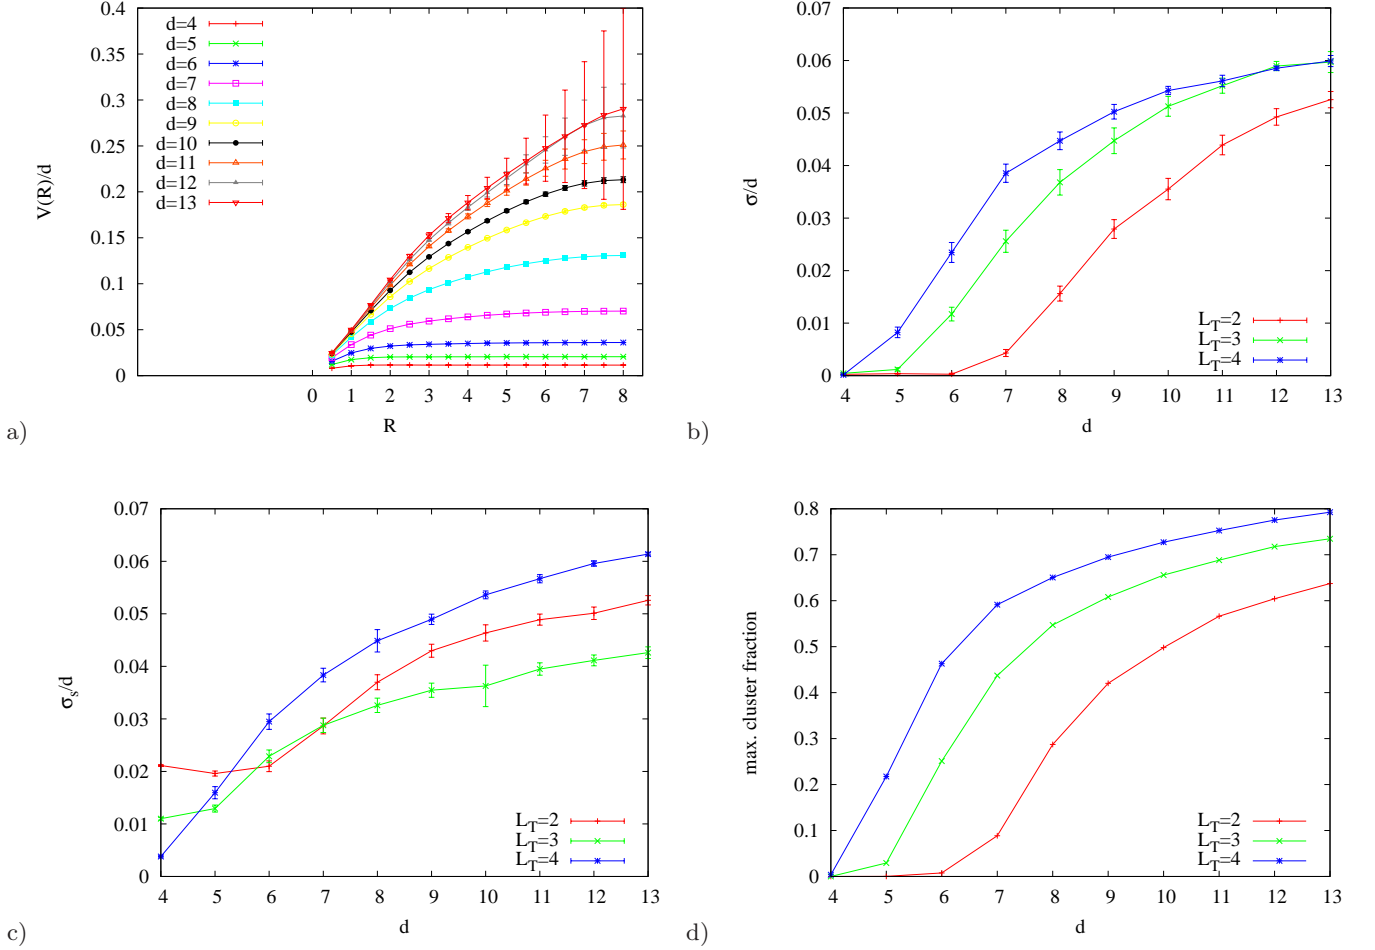 0.4
0.35
0.3
0.25
0.2
0.15
0.1
0.05
0
V(R)/d
d=4
d=5
d=6
d=7
d=8
d=9
d=10
d=11
d=12
d=13
0 1 2 3 4 5 6 7 8
R
a)
0.07
0.06
0.05
0.04
0.03
0.02
0.01
0
σ/d
L_T=2
L_T=3
L_T=4
4 5 6 7 8 9 10 11 12 13
d
b)
0.07
0.06
0.05
0.04
0.03
0.02
0.01
0
σ_s/d
L_T=2
L_T=3
L_T=4
4 5 6 7 8 9 10 11 12 13
d
c)
0.8
0.7
0.6
0.5
0.4
0.3
0.2
0.1
0
max. cluster fraction
L_T=2
L_T=3
L_T=4
4 5 6 7 8 9 10 11 12 13
d
d)